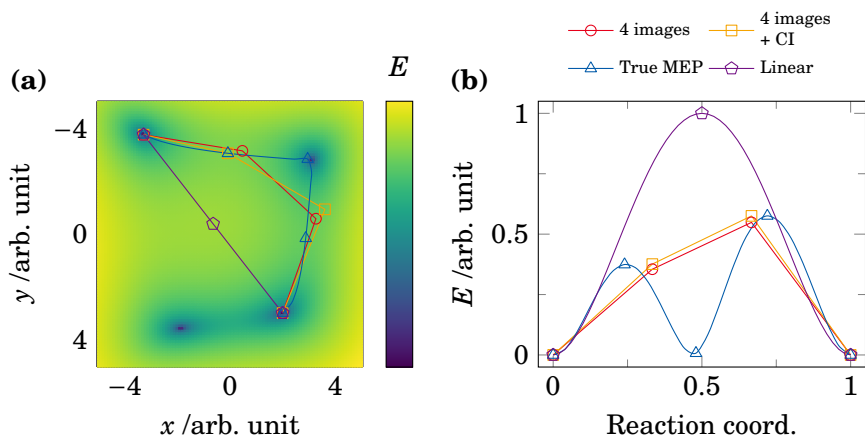 4 images
4 images
+ CI
True MEP
Linear
(a)
E
(b)
−4
0
4
y /arb. unit
−4
0
4
x /arb. unit
1
0.5
0
E /arb. unit
0
0.5
1
Reaction coord.